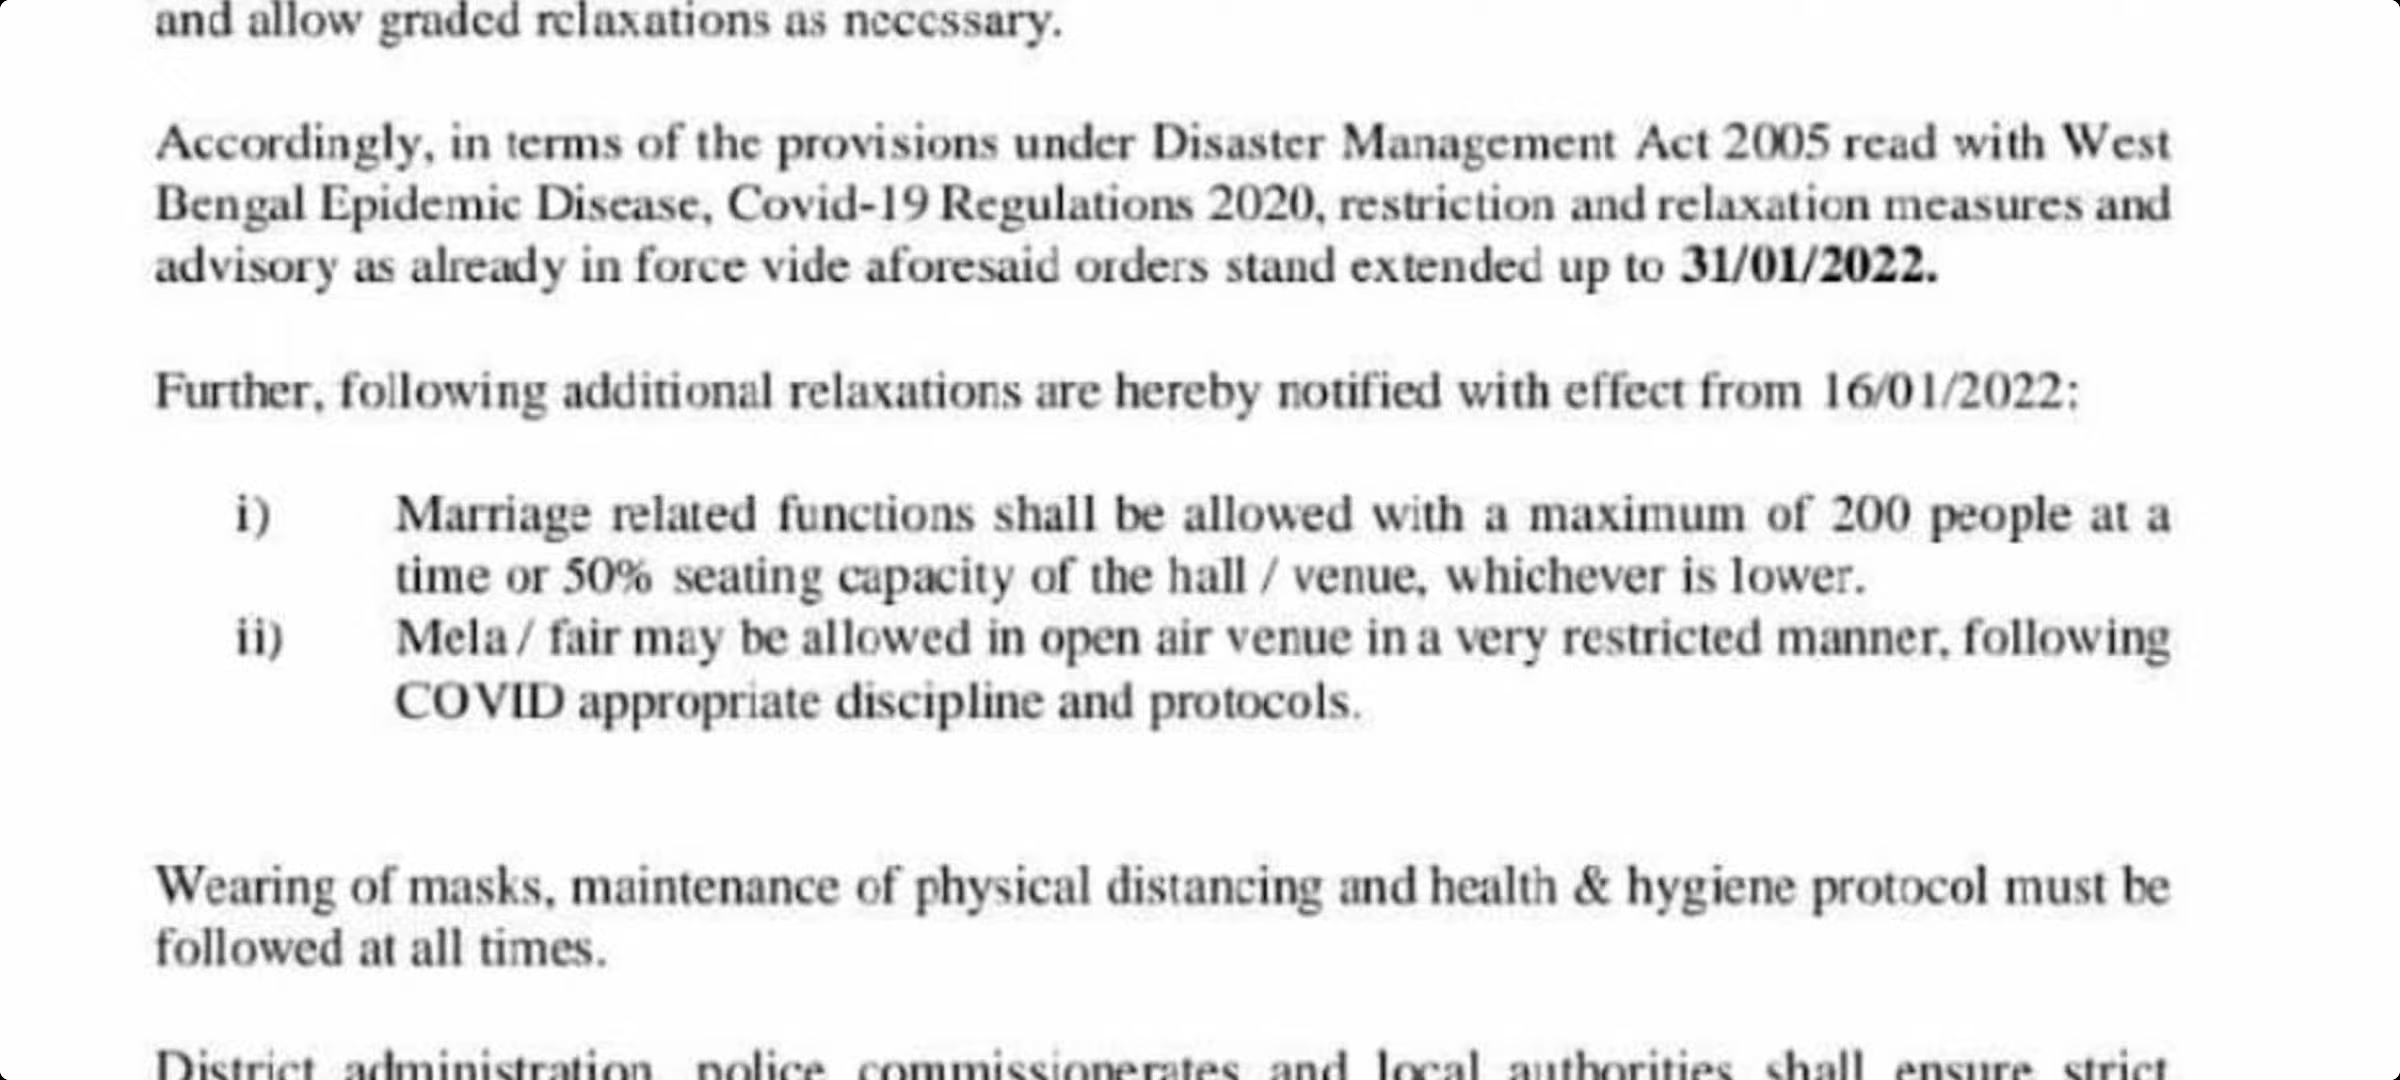 and allow graded relaxations as necessary.
Accordingly, in terms of the provisions under Disaster Management Act 2005 read with West
Bengal Epidemic Disease, Covid-19 Regulations 2020, restriction and relaxation measures and
advisory as already in force vide aforesaid orders stand extended up to 31/01/2022.
Further, following additional relaxations are hereby notified with effect from 16/01/2022:
i) Marriage related functions shall be allowed with a maximum of 200 people at a
time or 50% seating capacity of the hall / venue, whichever is lower.
ii) Mela / fair may be allowed in open air venue in a very restricted manner, following
COVID appropriate discipline and protocols.
Wearing of masks, maintenance of physical distancing and health & hygiene protocol must be
followed at all times.
District administration, police commissionerates and local authorities shall ensure strict